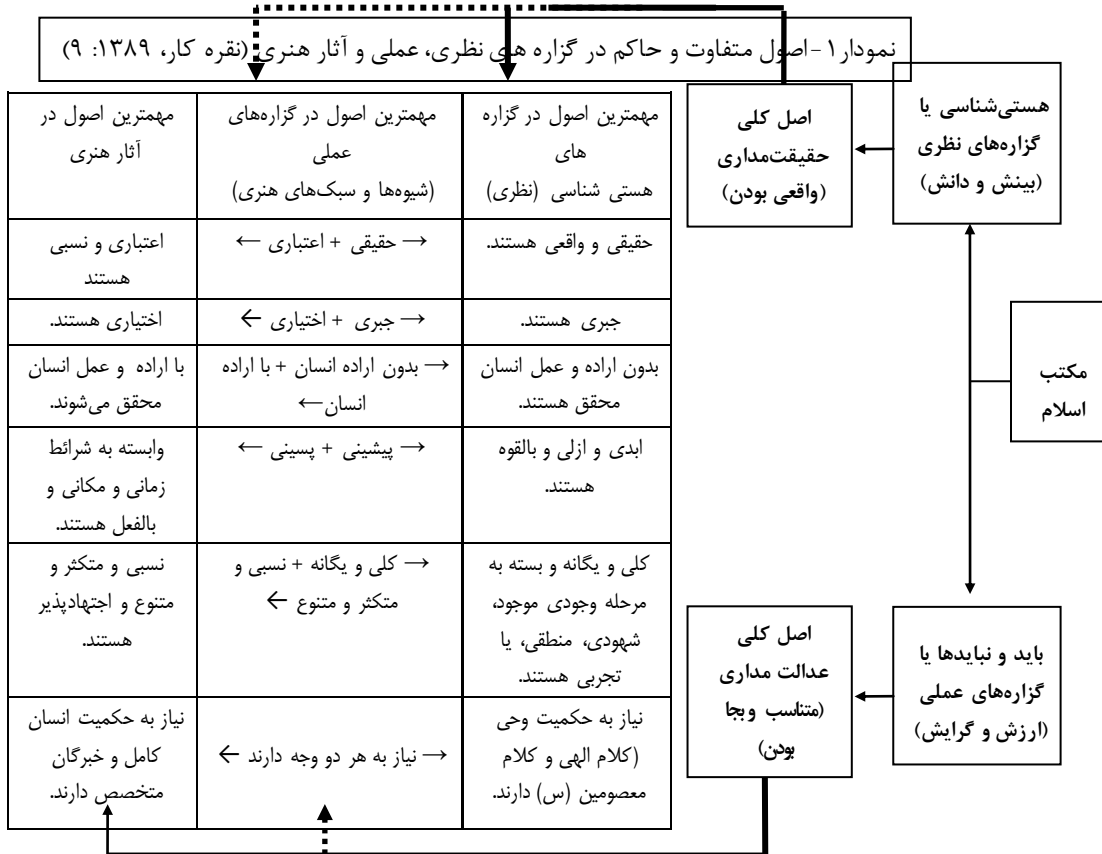 نمودار ۱ -اصول متفاوت و حاکم در گزاره های نظری، عملی و آثار هنری (نقره کار، ۱۳۸۹: ۹)
هستی‌شناسی یا
گزاره‌های نظری
(بینش و دانش)
اصل کلی
حقیقت‌مداری
(واقعی بودن)
مکتب
اسلام
باید و نبایدها یا
گزاره‌های عملی
(ارزش و گرایش)
اصل کلی
عدالت مداری
(متناسب وبجا
بودن)
مهمترین اصول در گزاره
های
هستی شناسی (نظری)
مهمترین اصول در گزاره‌های
عملی
(شیوه‌ها و سبک‌های هنری)
مهمترین اصول در
آثار هنری
حقیقی و واقعی هستند.
→ حقیقی + اعتباری ←
اعتباری و نسبی
هستند
جبری هستند.
→ جبری + اختیاری ←
اختیاری هستند.
بدون اراده و عمل انسان
محقق هستند.
→ بدون اراده انسان + با اراده
انسان←
با اراده و عمل انسان
محقق می‌شوند.
ابدی و ازلی و بالقوه
هستند.
→ پیشینی + پسینی ←
وابسته به شرائط
زمانی و مکانی و
بالفعل هستند.
کلی و یگانه و بسته به
مرحله وجودی موجود،
شهودی، منطقی، یا
تجربی هستند.
→ کلی و یگانه + نسبی و
متکثر و متنوع ←
نسبی و متکثر و
متنوع و اجتهادپذیر
هستند.
نیاز به حکمیت وحی
(کلام الهی و کلام
معصومین (س) دارند.
→ نیاز به هر دو وجه دارند ←
نیاز به حکمیت انسان
کامل و خبرگان
متخصص دارند.